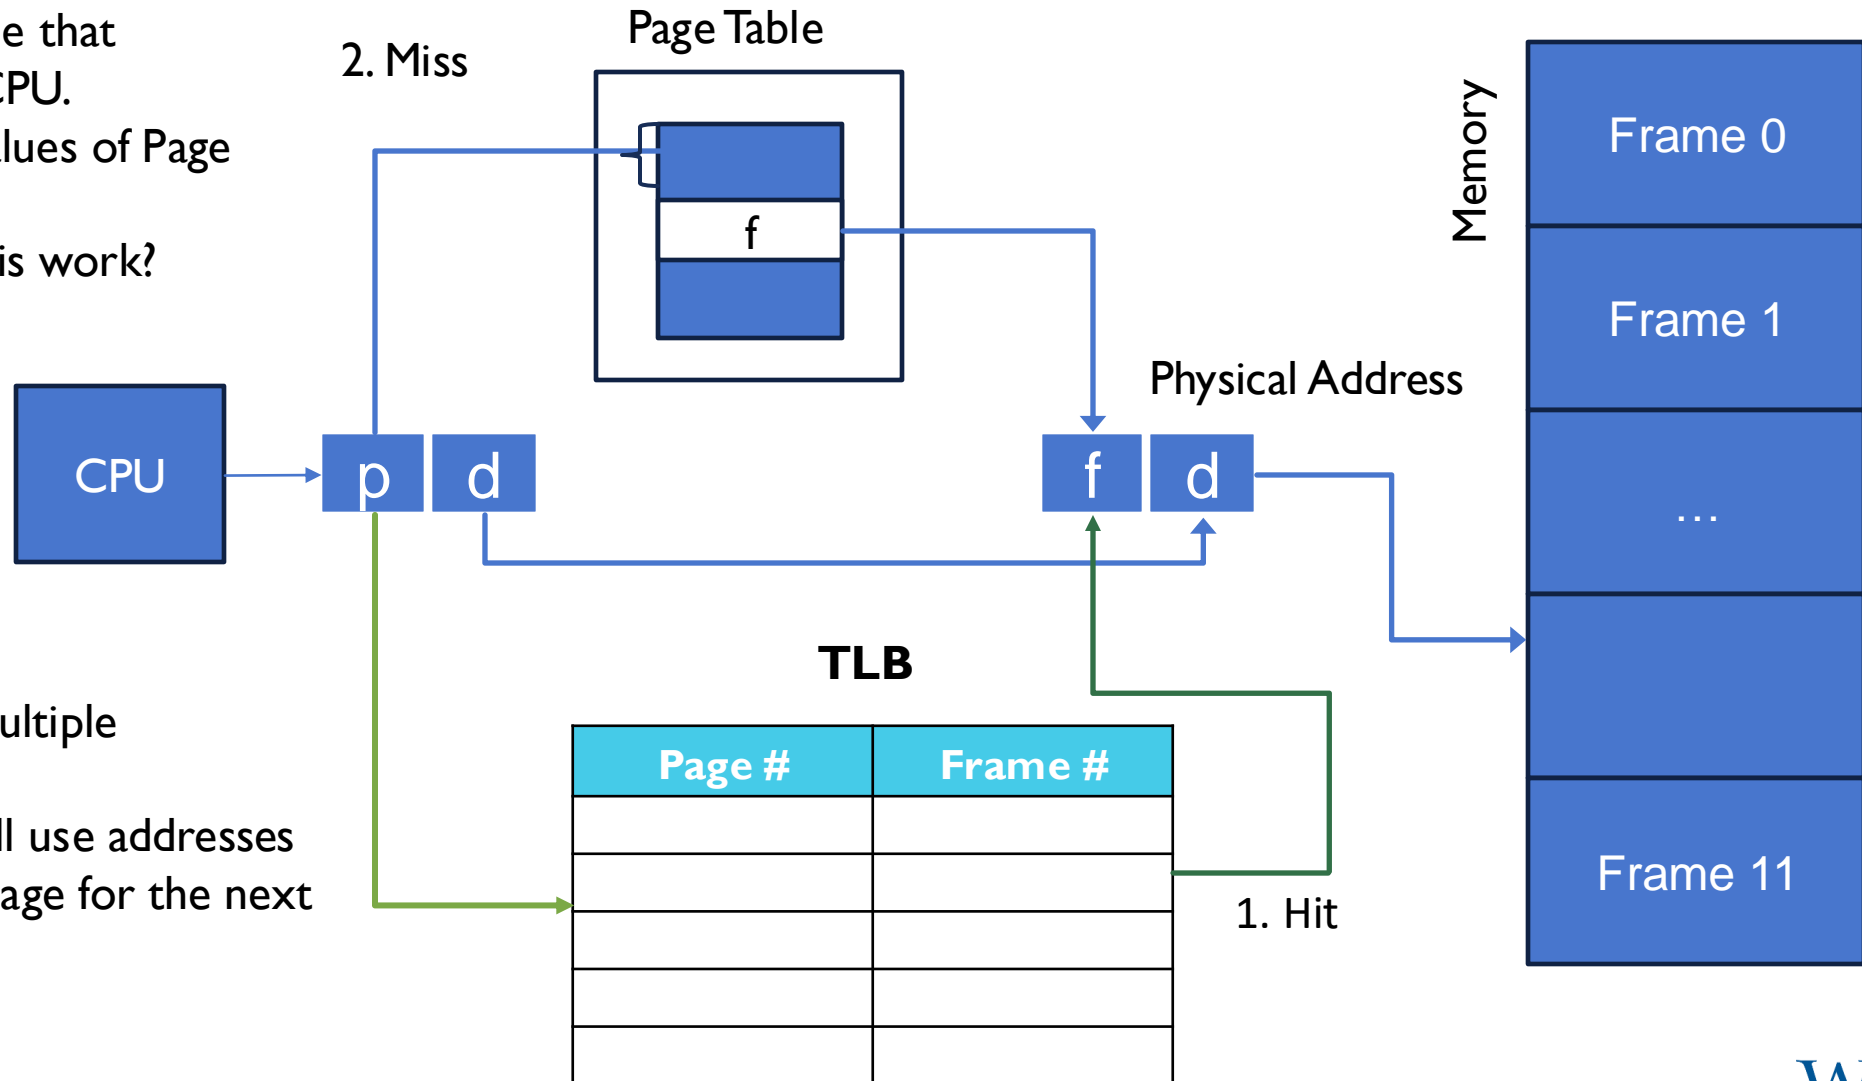 e that
CPU.
lues of Page
is work?
ultiple
ll use addresses
age for the next
2. Miss
Page Table
f
CPU
p
d
f
d
Physical Address
TLB
Page #
Frame #
1. Hit
Memory
Frame 0
Frame 1
...
Frame 11
W